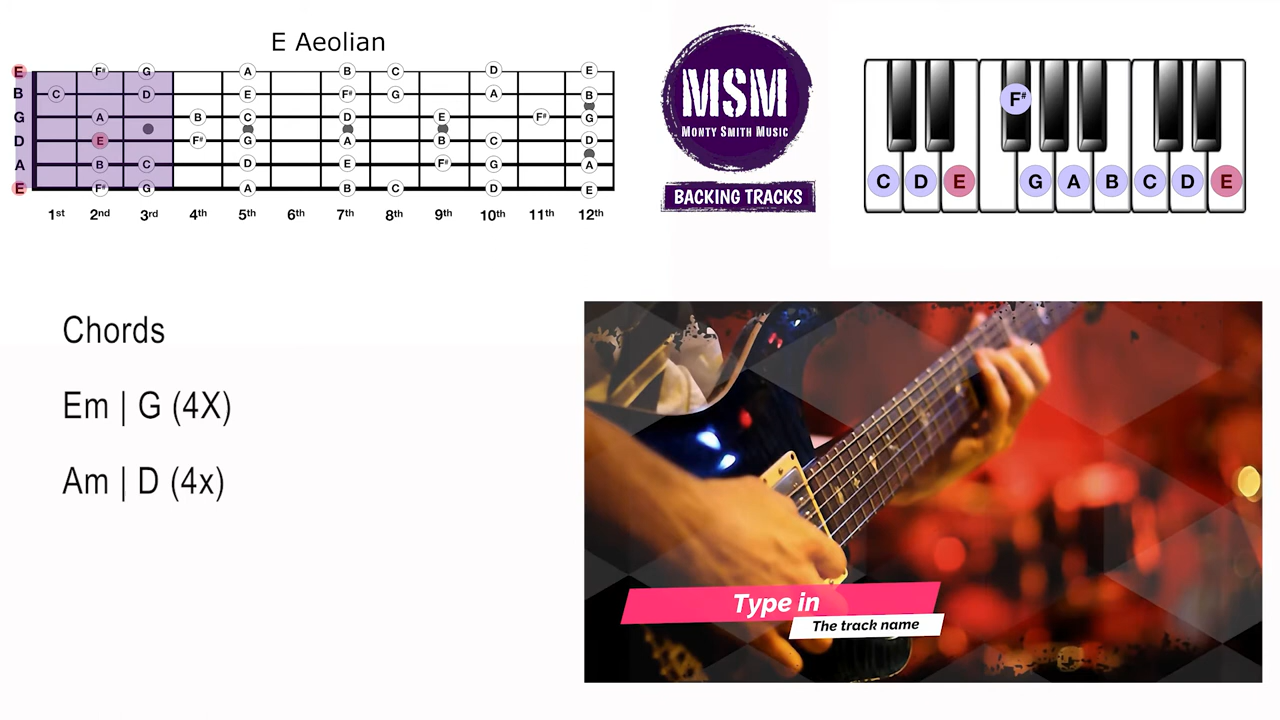 E Aeolian
E F# G A B C D E
B C D E F# G A B
G A B C D E F# G
D E F# G A B C D
A B C D E F# G A
E F# G A B C D E
1st 2nd 3rd 4th 5th 6th 7th 8th 9th 10th 11th 12th
MSM
MONTY SMITH MUSIC
BACKING TRACKS
F#
C D E G A B C D E
Chords
Em | G (4X)
Am | D (4x)
Type in
The track name